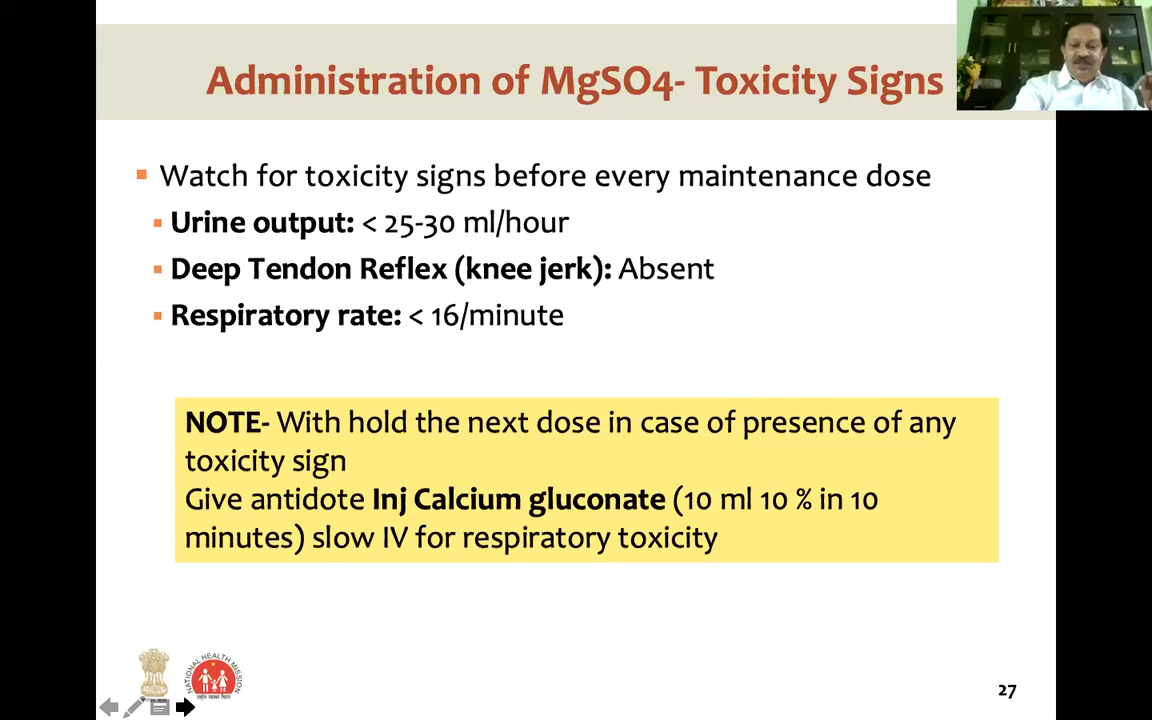 Administration of MgSO4- Toxicity Signs
Watch for toxicity signs before every maintenance dose
Urine output: < 25-30 ml/hour
Deep Tendon Reflex (knee jerk): Absent
Respiratory rate: < 16/minute
NOTE- With hold the next dose in case of presence of any
toxicity sign
Give antidote Inj Calcium gluconate (10 ml 10 % in 10
minutes) slow IV for respiratory toxicity
NATIONAL HEALTH MISSION
27